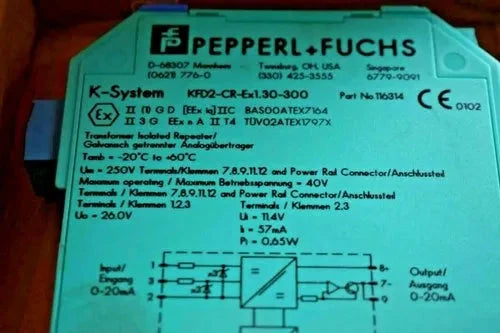 PEPPERL+FUCHS
D-68307 Mannheim Twinsburg, OH, USA Singapore
(0621) 776-0 (330) 425-3555 6779-9091
K-System KFD2-CR-Ex1.30-300 Part No. 116314 CE 0102
Ex II (1) G D [EEx ia] IIC BAS00ATEX7164
II 3 G EEx n A II T4 TÜV02ATEX1797X
Transformer Isolated Repeater/
Galvanisch getrennter Analogübertrager
Tamb = -20°C to +60°C
Um = 250V Terminals/Klemmen 7,8,9,11,12 and Power Rail Connector/Anschlussteil
Maximum operating / Maximum Betriebsspannung = 40V
Terminals / Klemmen 7,8,9,11,12 and Power Rail Connector/Anschlussteil
Terminals / Klemmen 1,2,3 Terminals / Klemmen 2,3
Uo = 26.0V Ui = 11.4V
Ii = 57mA
Pi = 0,65W
Input/ 1 8+ Output/
Eingang 3 7- Ausgang
0-20mA 2 9 0-20mA